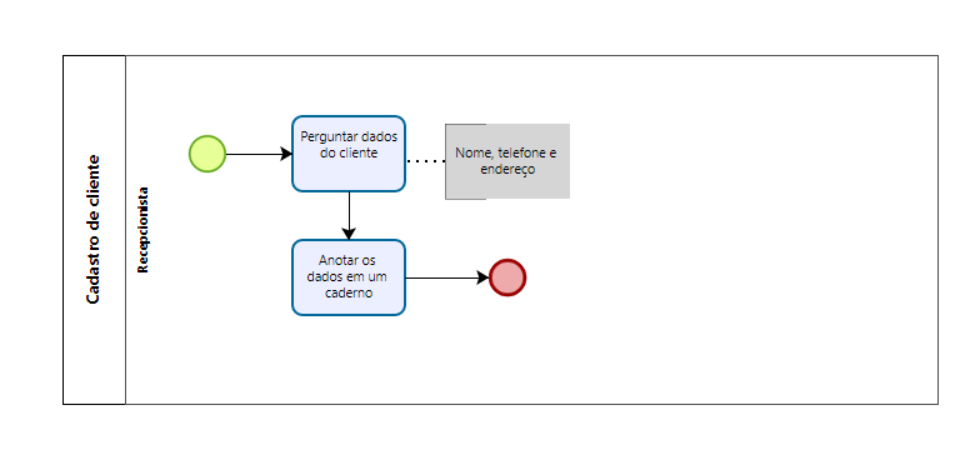 Cadastro de cliente
Recepcionista
Perguntar dados
do cliente
Nome, telefone e
endereço
Anotar os
dados em um
caderno